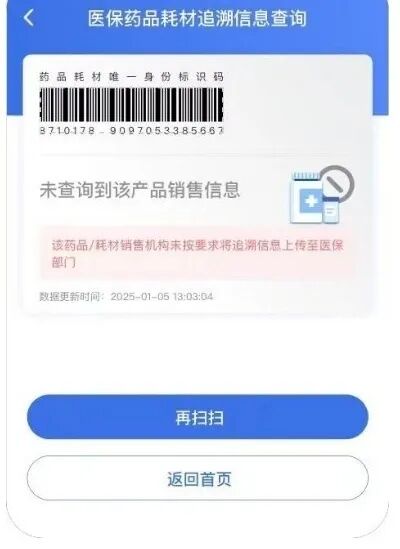 医保药品耗材追溯信息查询
药品耗材唯一身份标识码
8710178-9097053385667
未查询到该产品销售信息
该药品/耗材销售机构未按要求将追溯信息上传至医保
部门
数据更新时间：2025-01-05 13:03:04
再扫扫
返回首页